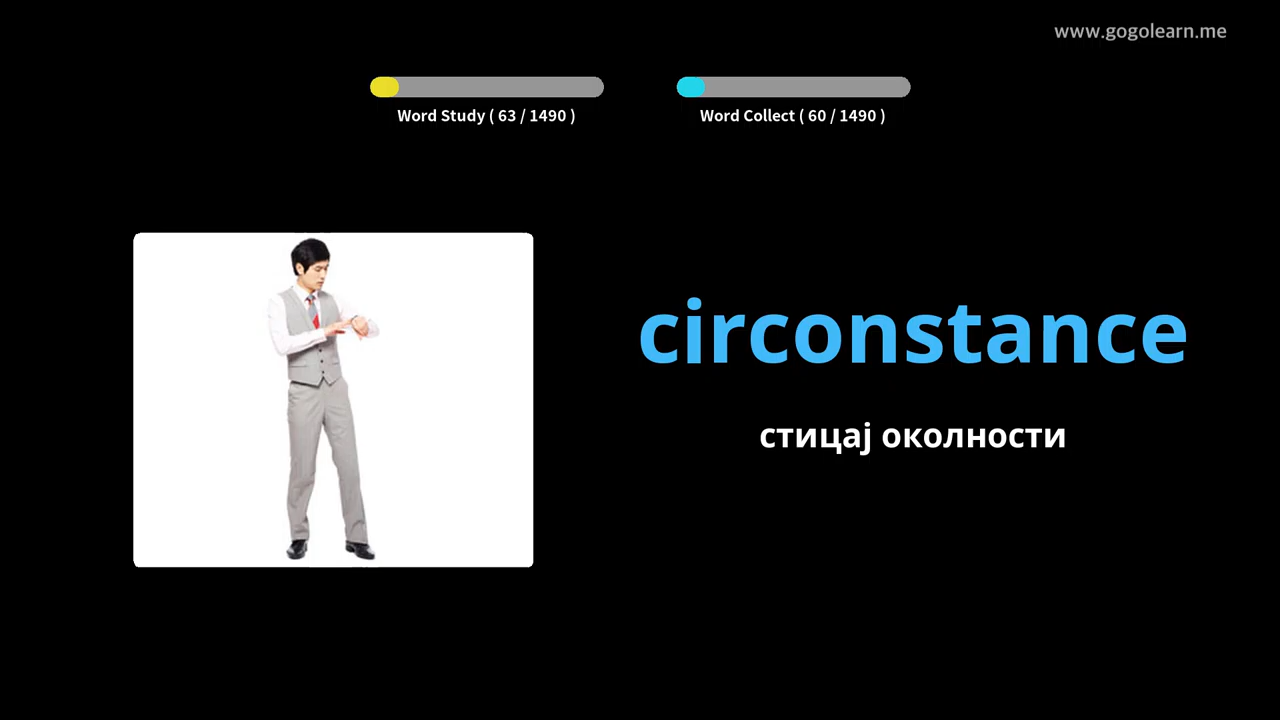 www.gogolearn.me
Word Study ( 63 / 1490 )
Word Collect ( 60 / 1490 )
circonstance
стицај околности